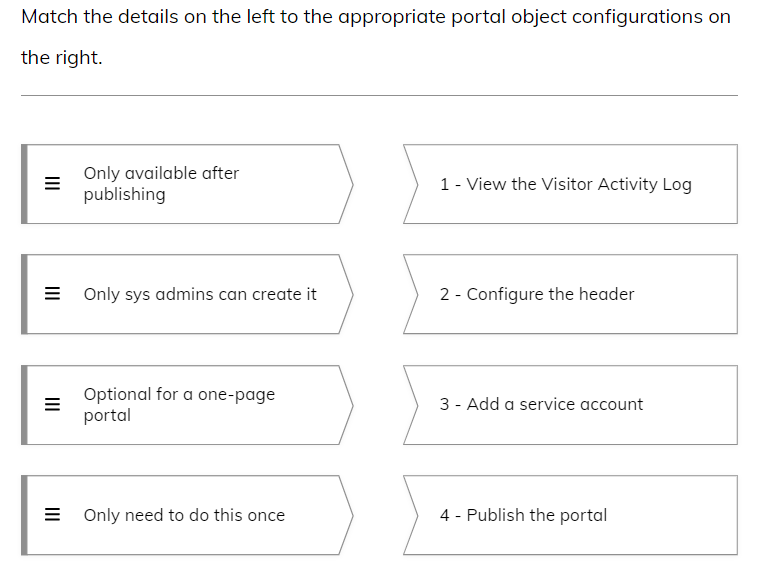 Match the details on the left to the appropriate portal object configurations on
the right.
Only available after
publishing
1 - View the Visitor Activity Log
Only sys admins can create it
2 - Configure the header
Optional for a one-page
portal
3 - Add a service account
Only need to do this once
4 - Publish the portal